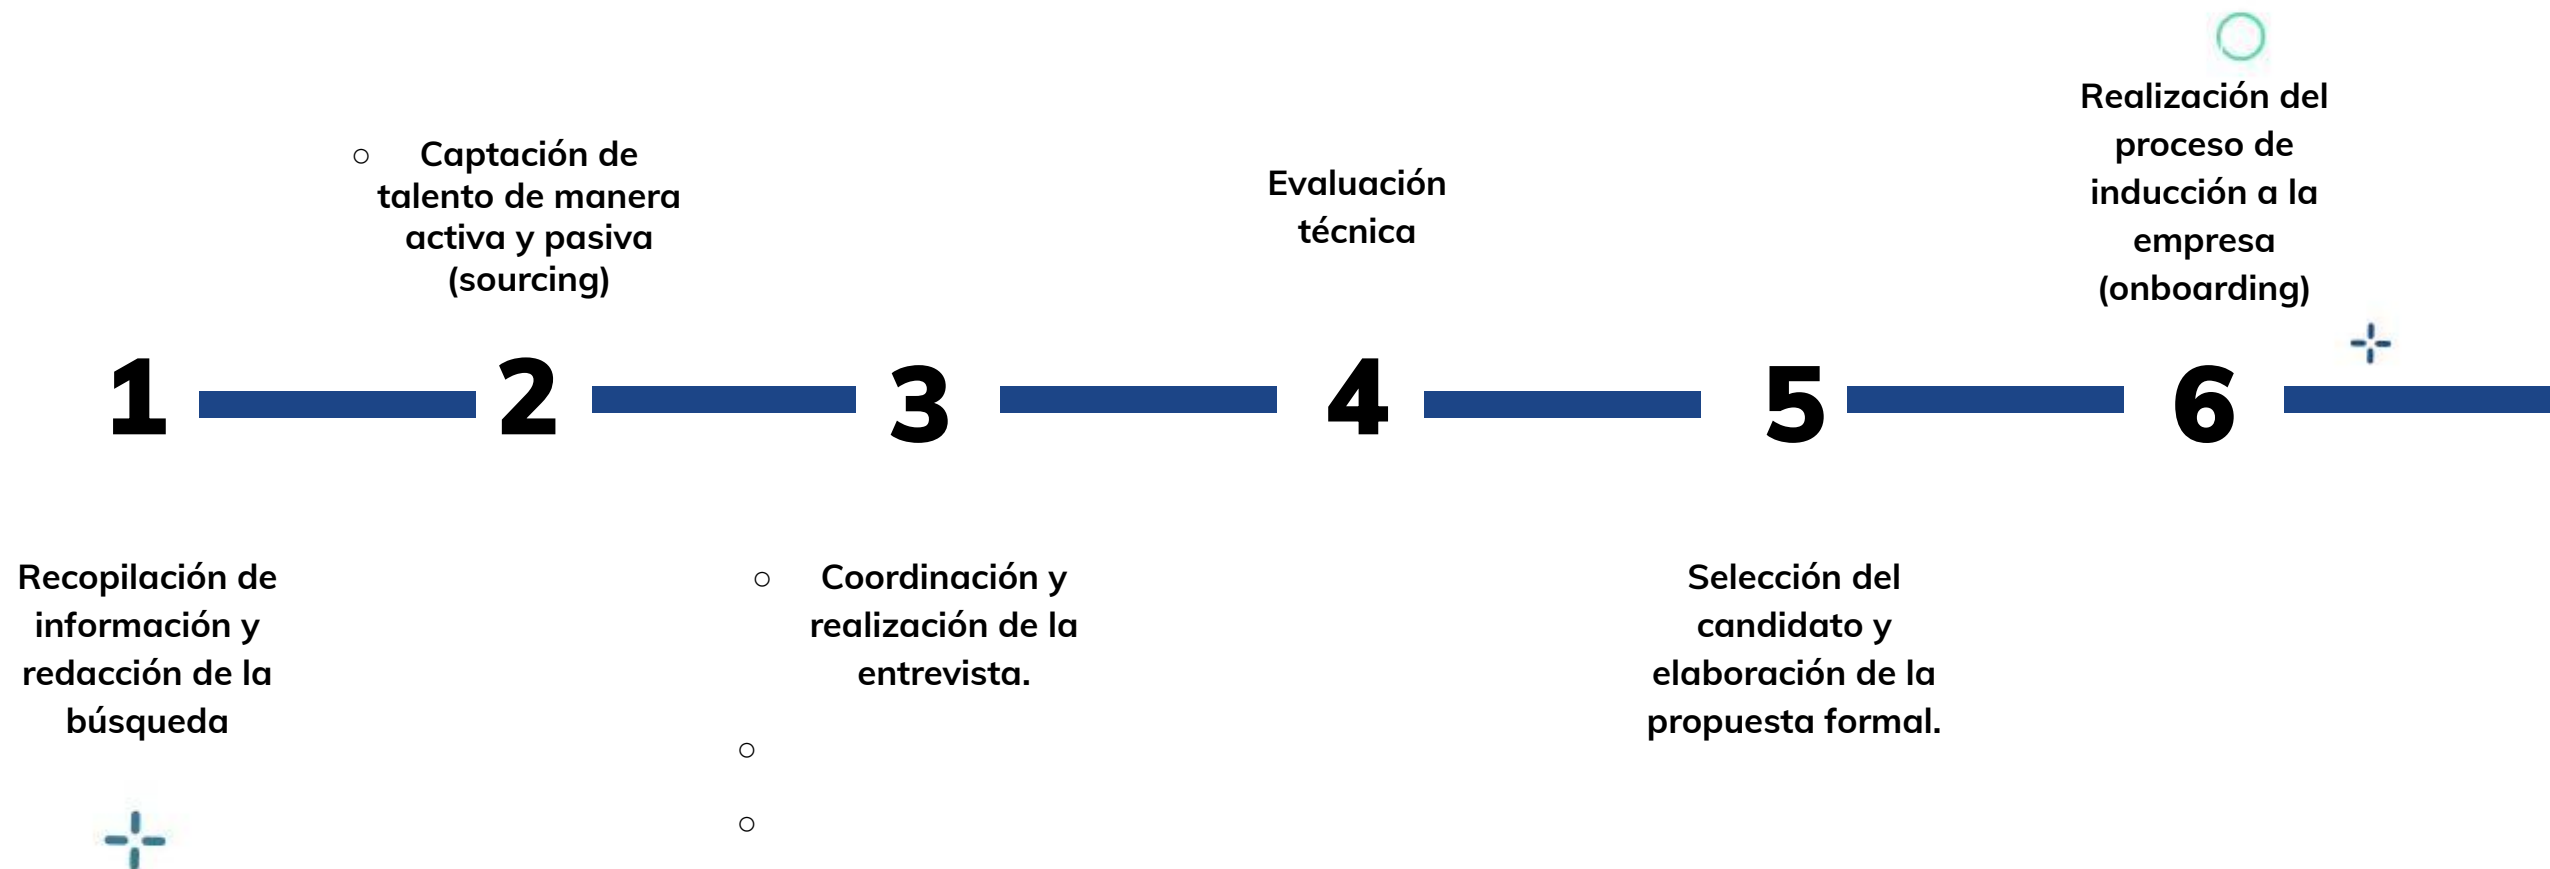 1
Recopilación de
información y
redacción de la
búsqueda
2
○ Captación de
talento de manera
activa y pasiva
(sourcing)
3
○ Coordinación y
realización de la
entrevista.
○
○
4
Evaluación
técnica
5
Selección del
candidato y
elaboración de la
propuesta formal.
6
Realización del
proceso de
inducción a la
empresa
(onboarding)